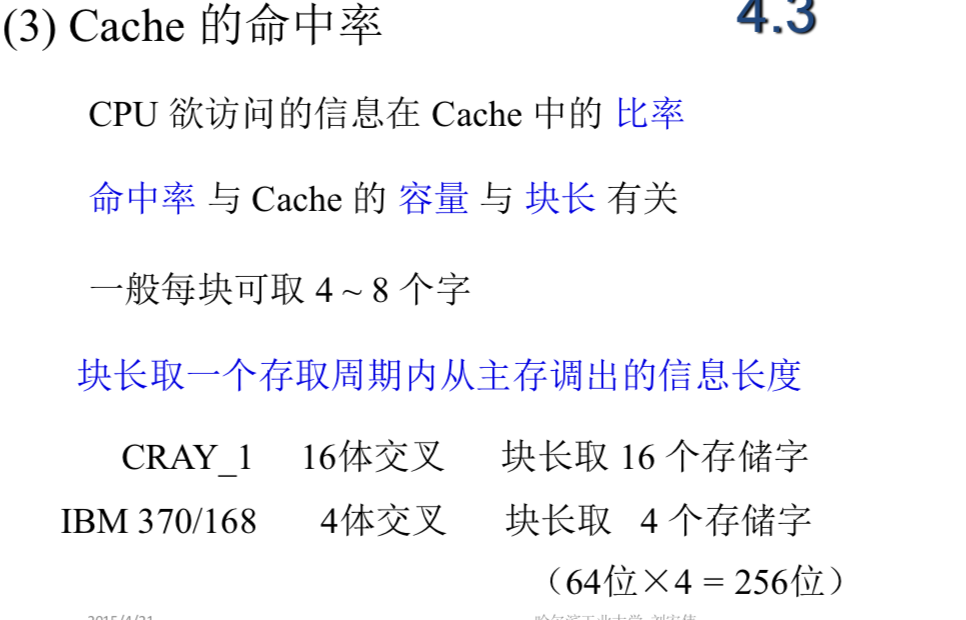 (3) Cache 的命中率
4.3
CPU 欲访问的信息在 Cache 中的 比率
命中率 与 Cache 的 容量 与 块长 有关
一般每块可取 4 ~ 8 个字
块长取一个存取周期内从主存调出的信息长度
CRAY_1 16体交叉 块长取 16 个存储字
IBM 370/168 4体交叉 块长取 4 个存储字
（64位×4 = 256位）
2015/4/21